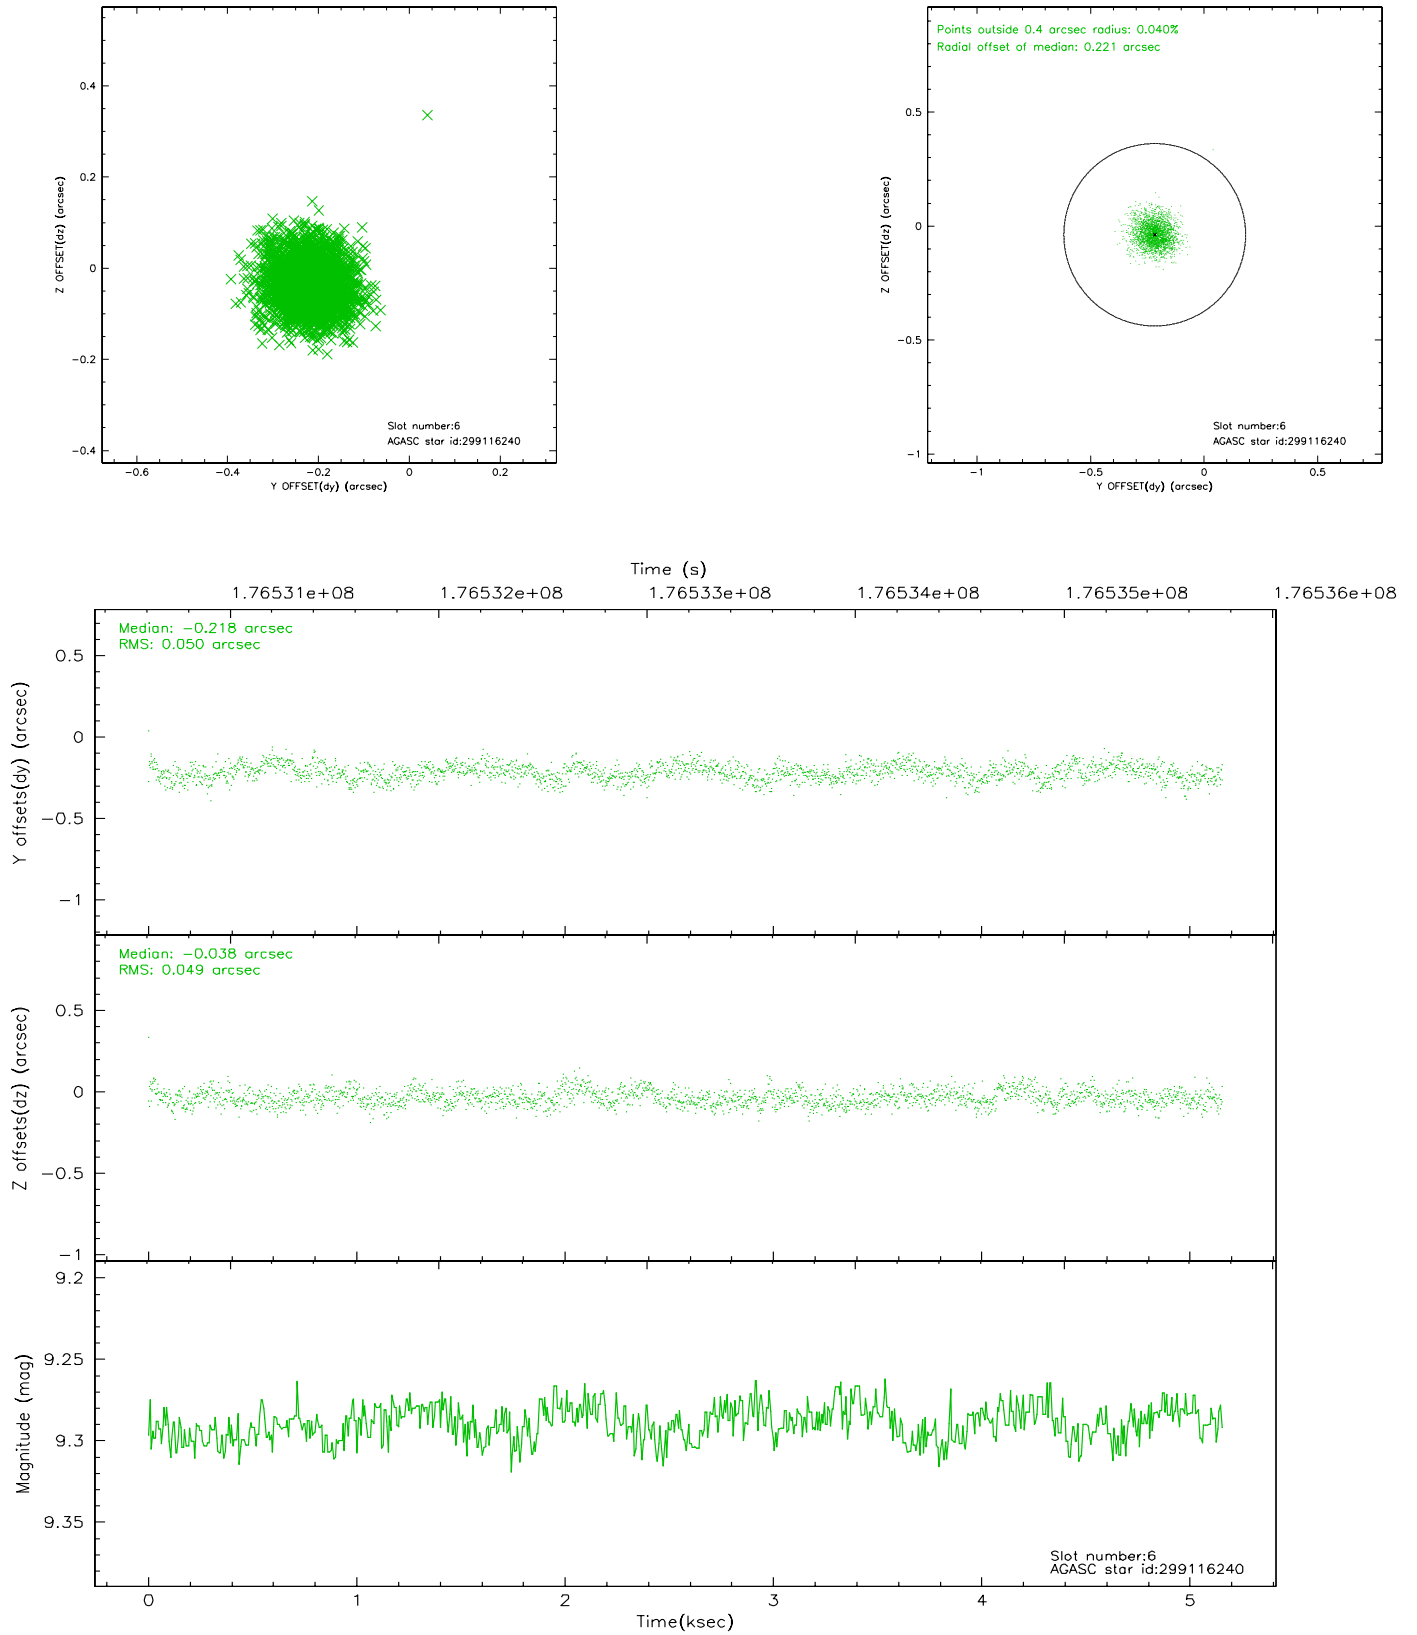 0.4
0.2
0
−0.2
−0.4
Z OFFSET(dz) (arcsec)
Slot number:6
AGASC star id:299116240
−0.6 −0.4 −0.2 0 0.2
Y OFFSET(dy) (arcsec)
Points outside 0.4 arcsec radius: 0.040%
Radial offset of median: 0.221 arcsec
0.5
0
−0.5
−1
Z OFFSET(dz) (arcsec)
Slot number:6
AGASC star id:299116240
−1 −0.5 0 0.5
Y OFFSET(dy) (arcsec)
Time (s)
1.76531e+08 1.76532e+08 1.76533e+08 1.76534e+08 1.76535e+08 1.76536e+08
Median: −0.218 arcsec
RMS: 0.050 arcsec
0.5
0
−0.5
−1
Y offsets(dy) (arcsec)
Median: −0.038 arcsec
RMS: 0.049 arcsec
0.5
0
−0.5
−1
Z offsets(dz) (arcsec)
9.2
9.25
9.3
9.35
Magnitude (mag)
Slot number:6
AGASC star id:299116240
0 1 2 3 4 5
Time(ksec)